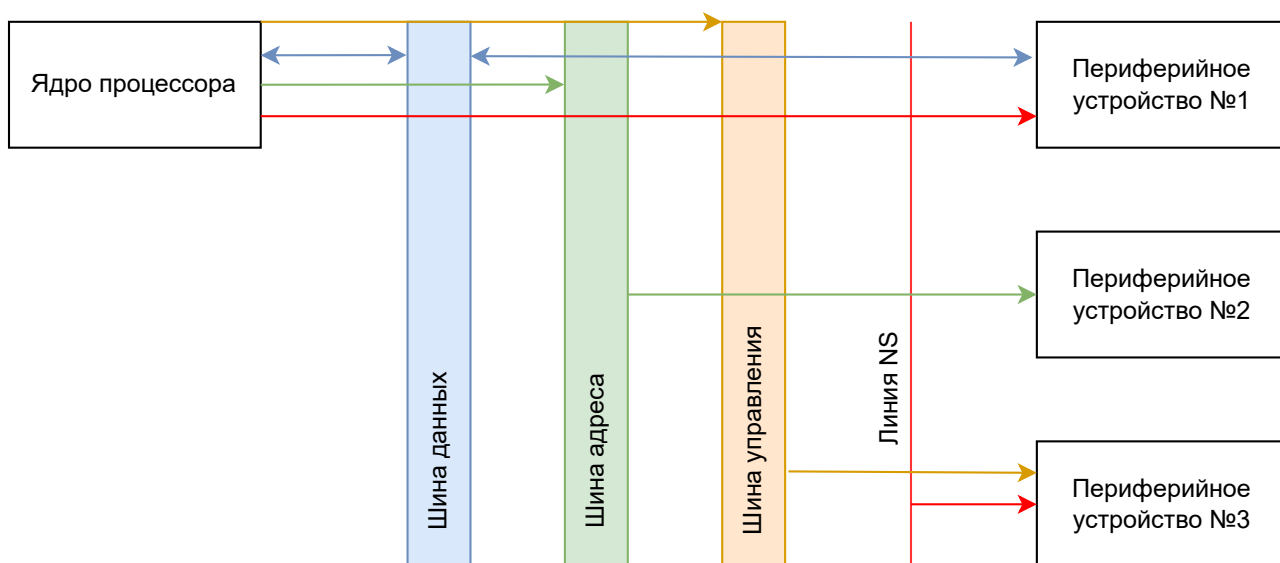 Ядро процессора
Периферийное
устройство №1
Периферийное
устройство №2
Периферийное
устройство №3
Шина данных
Шина адреса
Шина управления
Линия NS